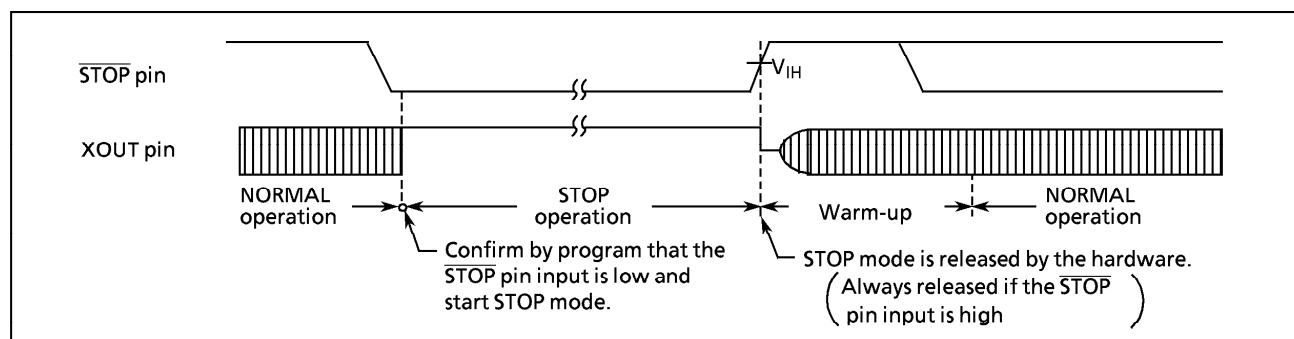 STOP pin
VIH
XOUT pin
NORMAL
operation
STOP
operation
Warm-up
NORMAL
operation
Confirm by program that the
STOP pin input is low and
start STOP mode.
STOP mode is released by the hardware.
(Always released if the STOP
pin input is high)